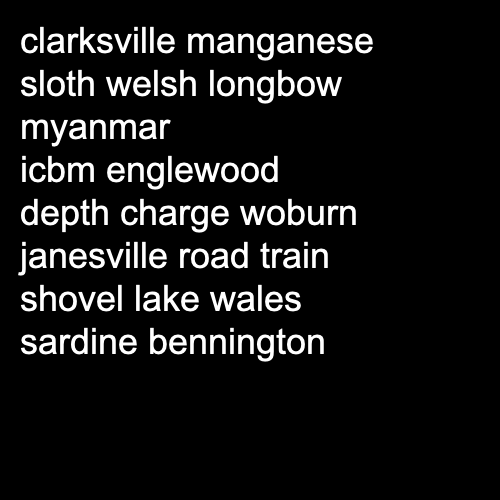 clarksville manganese
sloth welsh longbow
myanmar
icbm englewood
depth charge woburn
janesville road train
shovel lake wales
sardine bennington